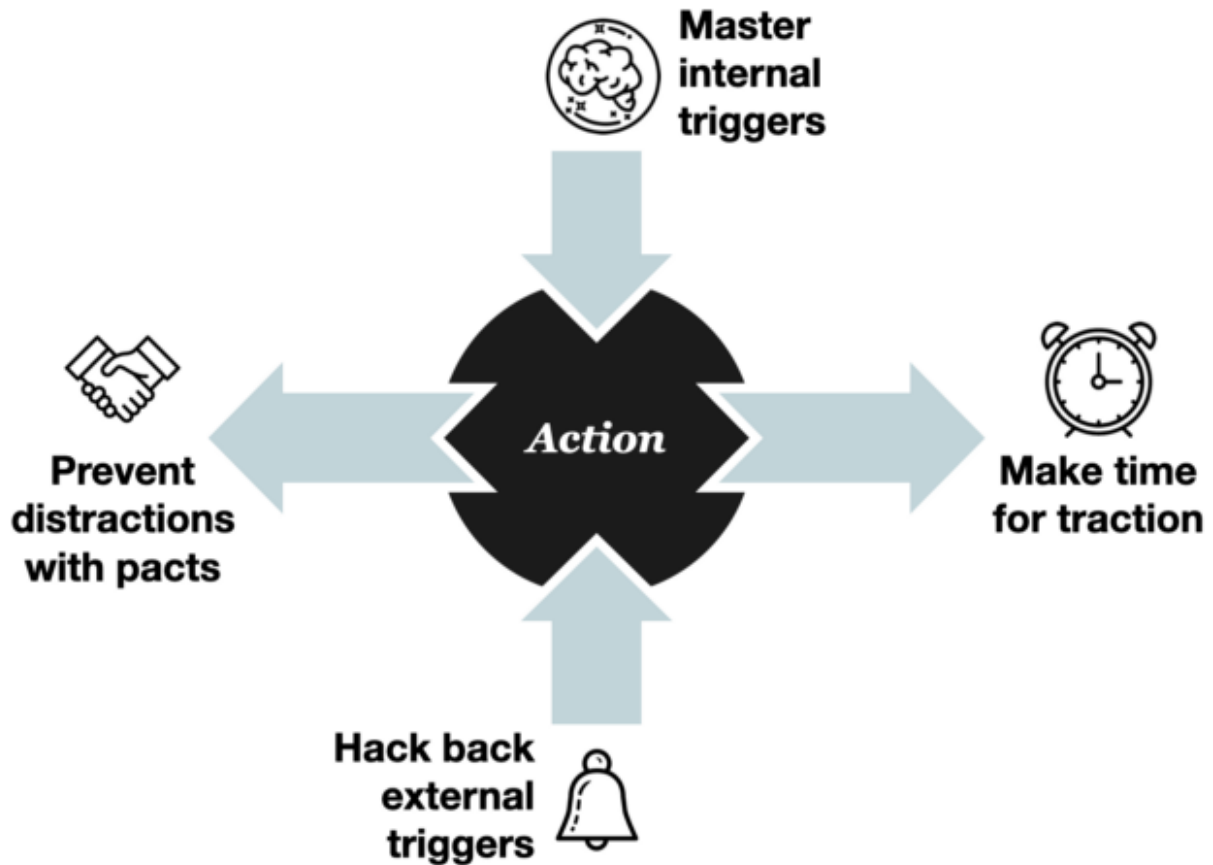 Master
internal
triggers
Action
Prevent
distractions
with pacts
Make time
for traction
Hack back
external
triggers